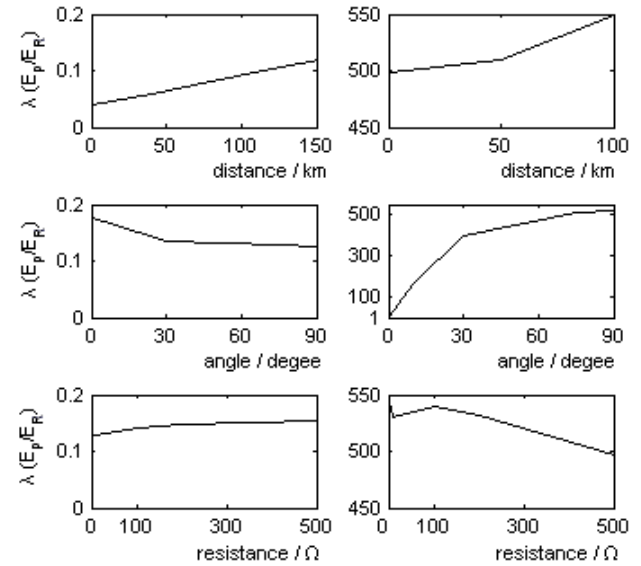 λ (Ep/ER)
0.2
0.1
0
0 50 100 150
distance / km
550
500
450
0 50 100
distance / km
λ (Ep/ER)
0.2
0.1
0
0 30 60 90
angle / degee
500
300
100
1
0 30 60 90
angle / degee
λ (Ep/ER)
0.2
0.1
0
0 100 300 500
resistance / Ω
550
500
450
0 100 300 500
resistance / Ω